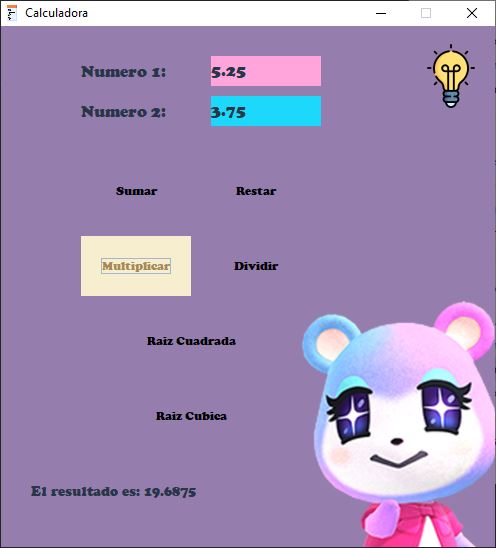 Calculadora
Numero 1: 5.25
Numero 2: 3.75
Sumar Restar
Multiplicar Dividir
Raiz Cuadrada
Raiz Cubica
El resultado es: 19.6875